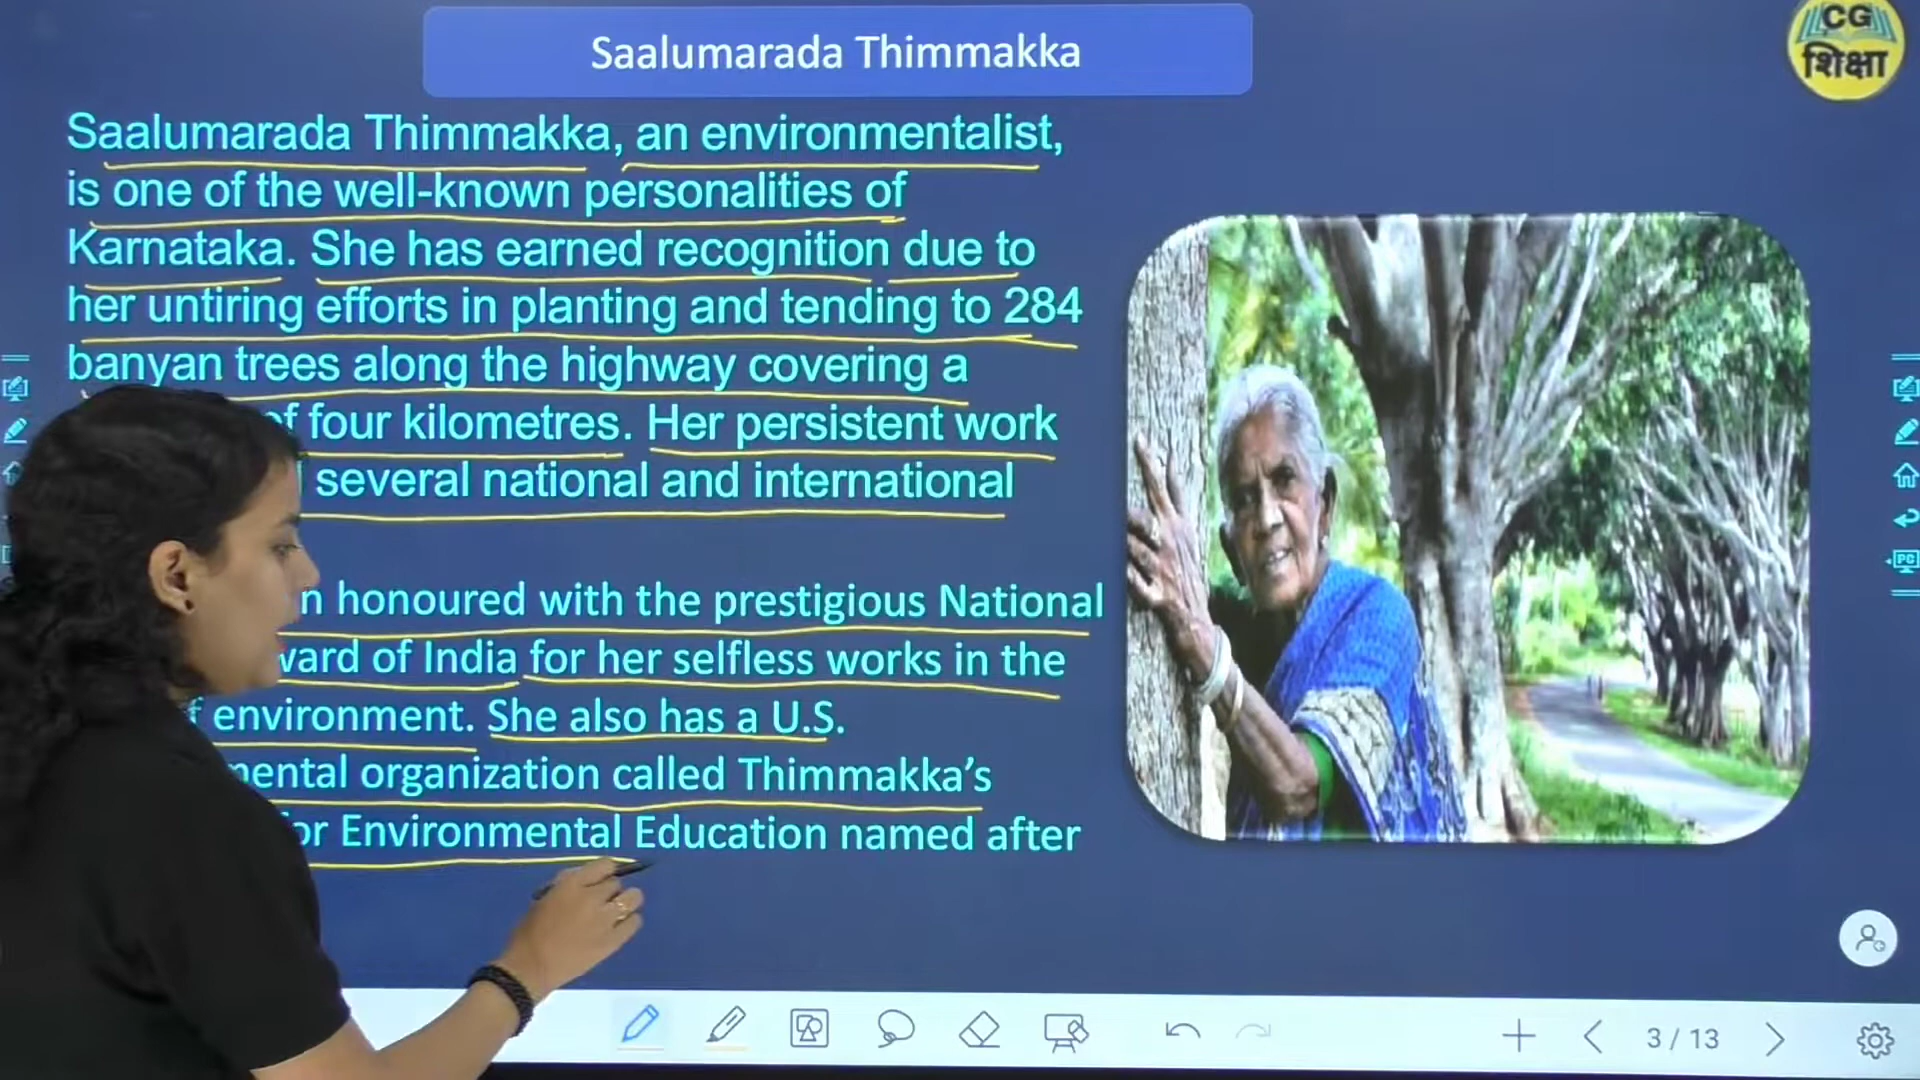 Saalumarada Thimmakka
CG
शिक्षा
Saalumarada Thimmakka, an environmentalist,
is one of the well-known personalities of
Karnataka. She has earned recognition due to
her untiring efforts in planting and tending to 284
banyan trees along the highway covering a
of four kilometres. Her persistent work
several national and international
honoured with the prestigious National
of India for her selfless works in the
environment. She also has a U.S.
organization called Thimmakka’s
Environmental Education named after
PC
3 / 13